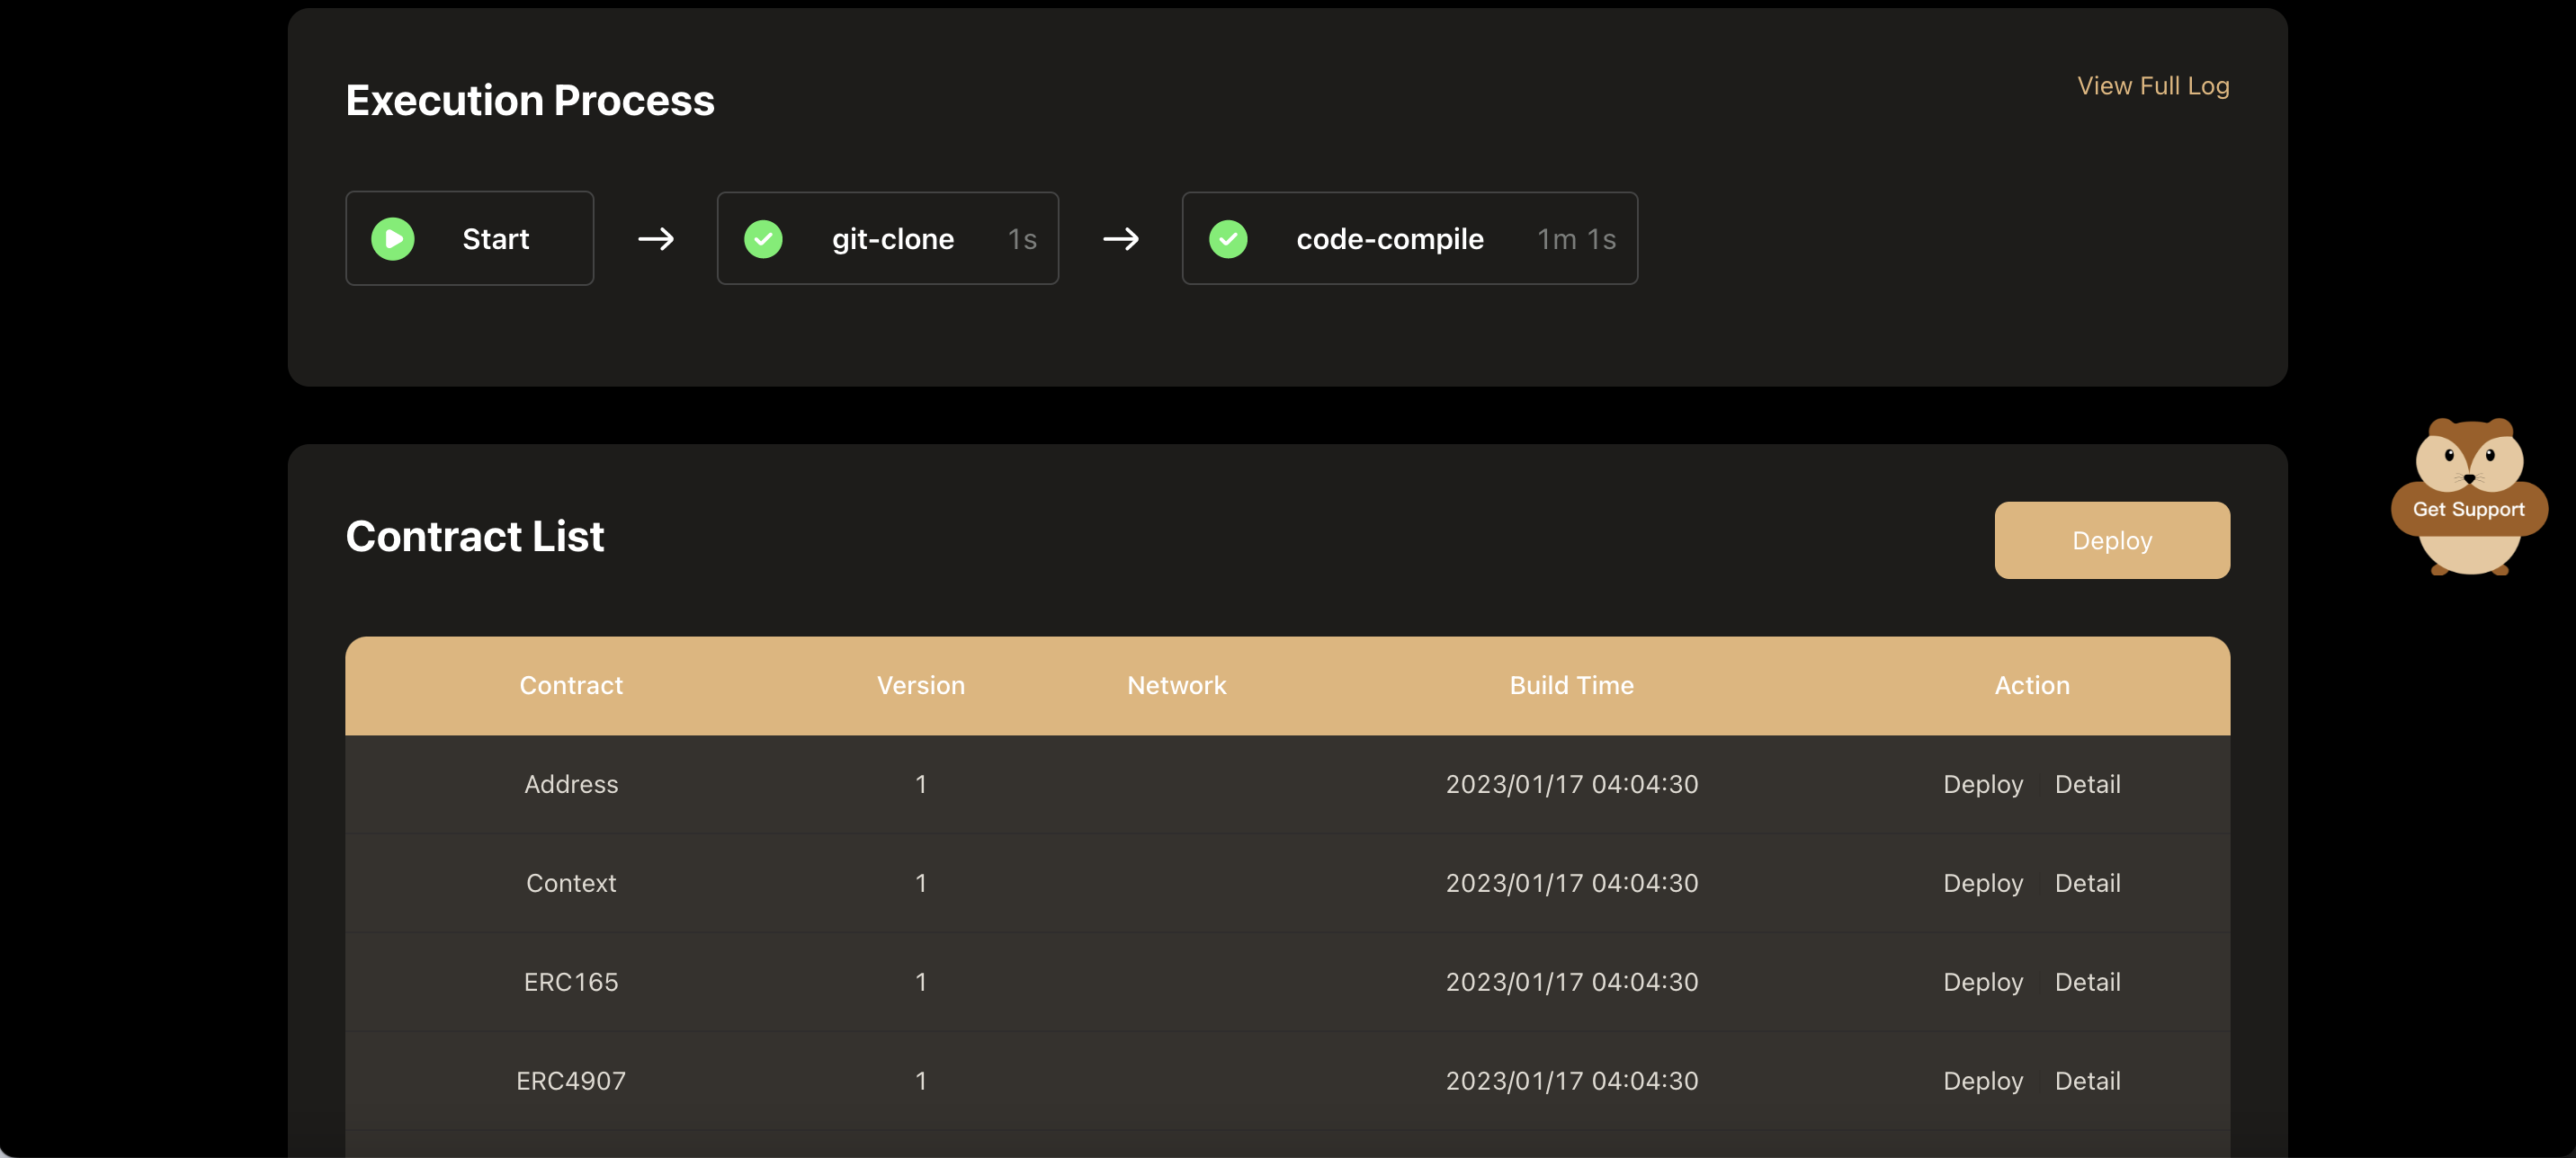 Execution Process
View Full Log
Start
git-clone 1s
code-compile 1m 1s
Get Support
Contract List
Deploy
Contract Version Network Build Time Action
Address 1 2023/01/17 04:04:30 Deploy Detail
Context 1 2023/01/17 04:04:30 Deploy Detail
ERC165 1 2023/01/17 04:04:30 Deploy Detail
ERC4907 1 2023/01/17 04:04:30 Deploy Detail